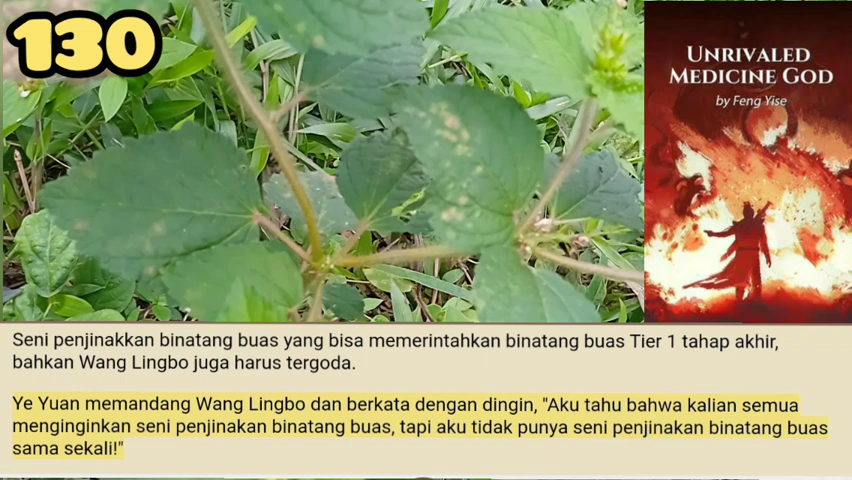 130
UNRIVALED
MEDICINE GOD
by Feng Yise
Seni penjinakkan binatang buas yang bisa memerintahkan binatang buas Tier 1 tahap akhir,
bahkan Wang Lingbo juga harus tergoda.
Ye Yuan memandang Wang Lingbo dan berkata dengan dingin, "Aku tahu bahwa kalian semua
menginginkan seni penjinakan binatang buas, tapi aku tidak punya seni penjinakan binatang buas
sama sekali!"